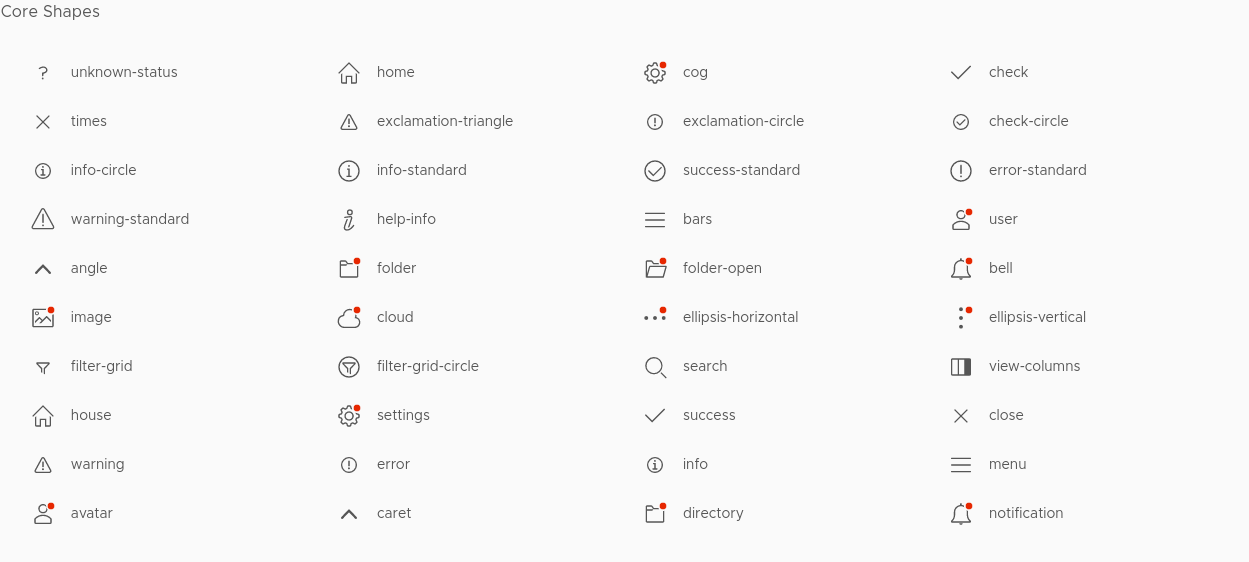 Core Shapes
unknown-status home cog check
times exclamation-triangle exclamation-circle check-circle
info-circle info-standard success-standard error-standard
warning-standard help-info bars user
angle folder folder-open bell
image cloud ellipsis-horizontal ellipsis-vertical
filter-grid filter-grid-circle search view-columns
house settings success close
warning error info menu
avatar caret directory notification